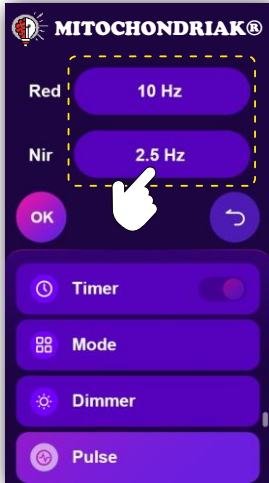 MITOCHONDRIAK®
Red 10 Hz
Nir 2.5 Hz
OK
Timer
Mode
Dimmer
Pulse